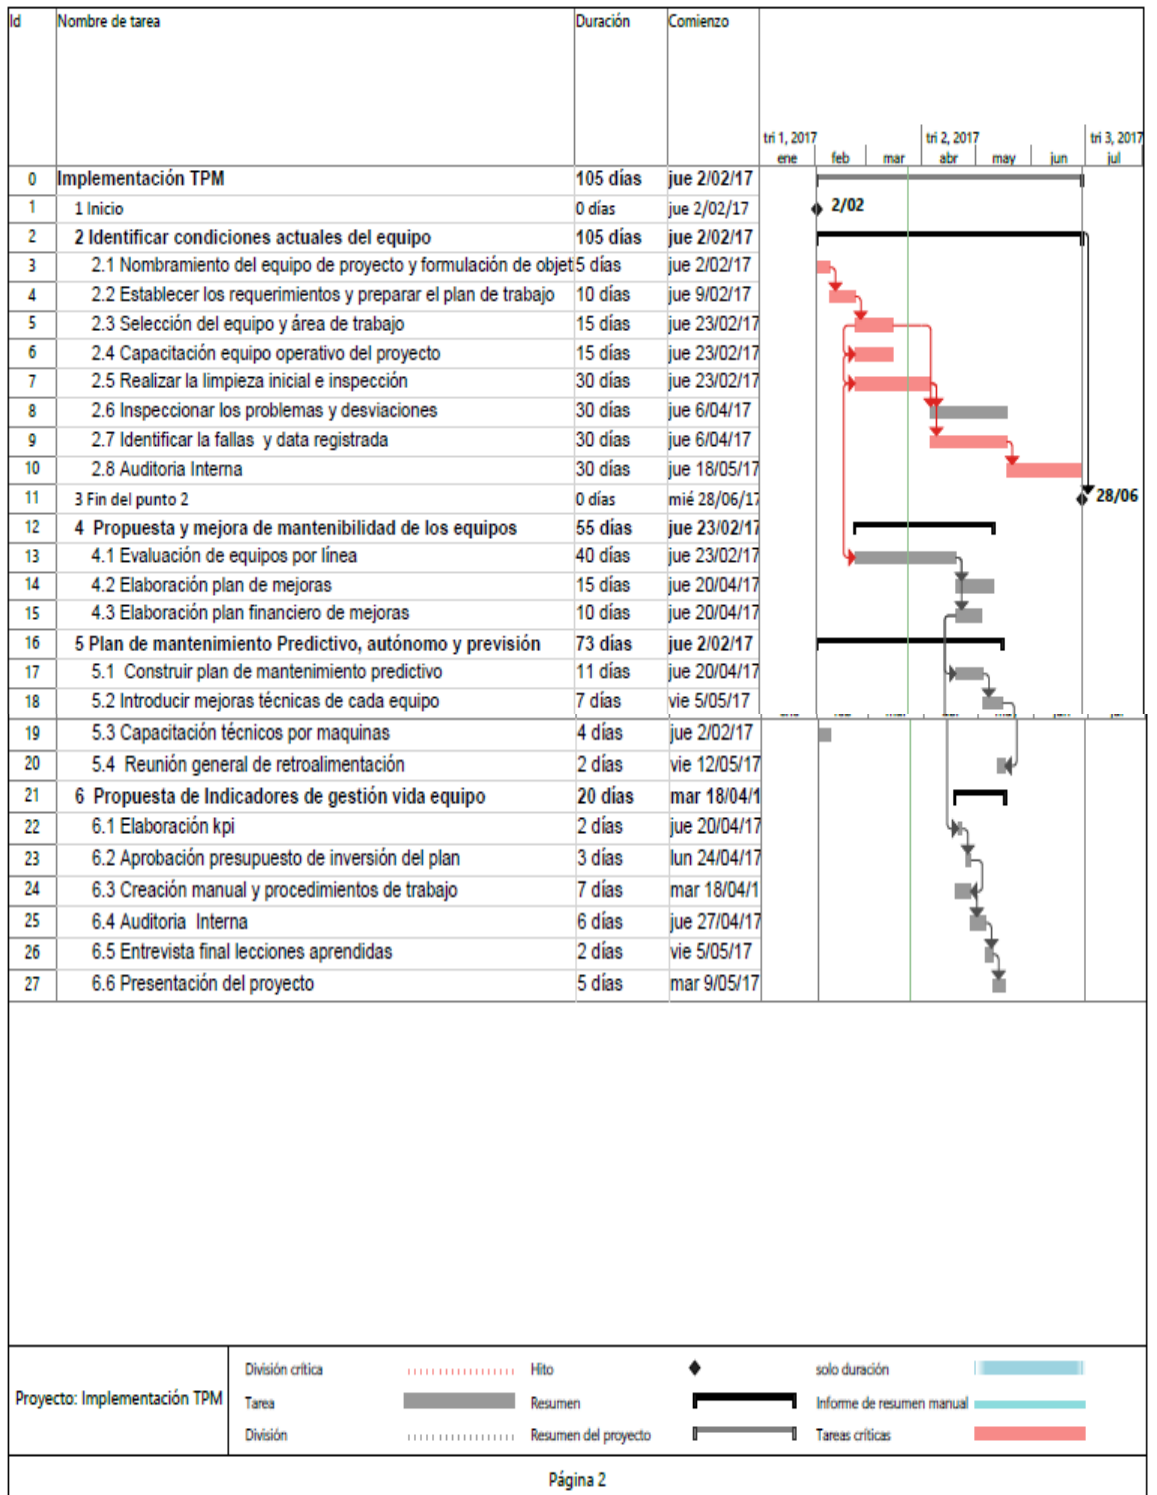 Id Nombre de tarea Duración Comienzo
tri 1, 2017 tri 2, 2017 tri 3, 2017
ene feb mar abr may jun jul
0 Implementación TPM 105 días jue 2/02/17
1 1 Inicio 0 días jue 2/02/17 2/02
2 2 Identificar condiciones actuales del equipo 105 días jue 2/02/17
3 2.1 Nombramiento del equipo de proyecto y formulación de objet 5 días jue 2/02/17
4 2.2 Establecer los requerimientos y preparar el plan de trabajo 10 días jue 9/02/17
5 2.3 Selección del equipo y área de trabajo 15 días jue 23/02/17
6 2.4 Capacitación equipo operativo del proyecto 15 días jue 23/02/17
7 2.5 Realizar la limpieza inicial e inspección 30 días jue 23/02/17
8 2.6 Inspeccionar los problemas y desviaciones 30 días jue 6/04/17
9 2.7 Identificar la fallas y data registrada 30 días jue 6/04/17
10 2.8 Auditoria Interna 30 días jue 18/05/17
11 3 Fin del punto 2 0 días mié 28/06/17 28/06
12 4 Propuesta y mejora de mantenibilidad de los equipos 55 días jue 23/02/17
13 4.1 Evaluación de equipos por línea 40 días jue 23/02/17
14 4.2 Elaboración plan de mejoras 15 días jue 20/04/17
15 4.3 Elaboración plan financiero de mejoras 10 días jue 20/04/17
16 5 Plan de mantenimiento Predictivo, autónomo y previsión 73 días jue 2/02/17
17 5.1 Construir plan de mantenimiento predictivo 11 días jue 20/04/17
18 5.2 Introducir mejoras técnicas de cada equipo 7 días vie 5/05/17
19 5.3 Capacitación técnicos por maquinas 4 días jue 2/02/17
20 5.4 Reunión general de retroalimentación 2 días vie 12/05/17
21 6 Propuesta de Indicadores de gestión vida equipo 20 días mar 18/04/1
22 6.1 Elaboración kpi 2 días jue 20/04/17
23 6.2 Aprobación presupuesto de inversión del plan 3 días lun 24/04/17
24 6.3 Creación manual y procedimientos de trabajo 7 días mar 18/04/1
25 6.4 Auditoria Interna 6 días jue 27/04/17
26 6.5 Entrevista final lecciones aprendidas 2 días vie 5/05/17
27 6.6 Presentación del proyecto 5 días mar 9/05/17
Proyecto: Implementación TPM
División crítica Hito solo duración
Tarea Resumen Informe de resumen manual
División Resumen del proyecto Tareas críticas
Página 2